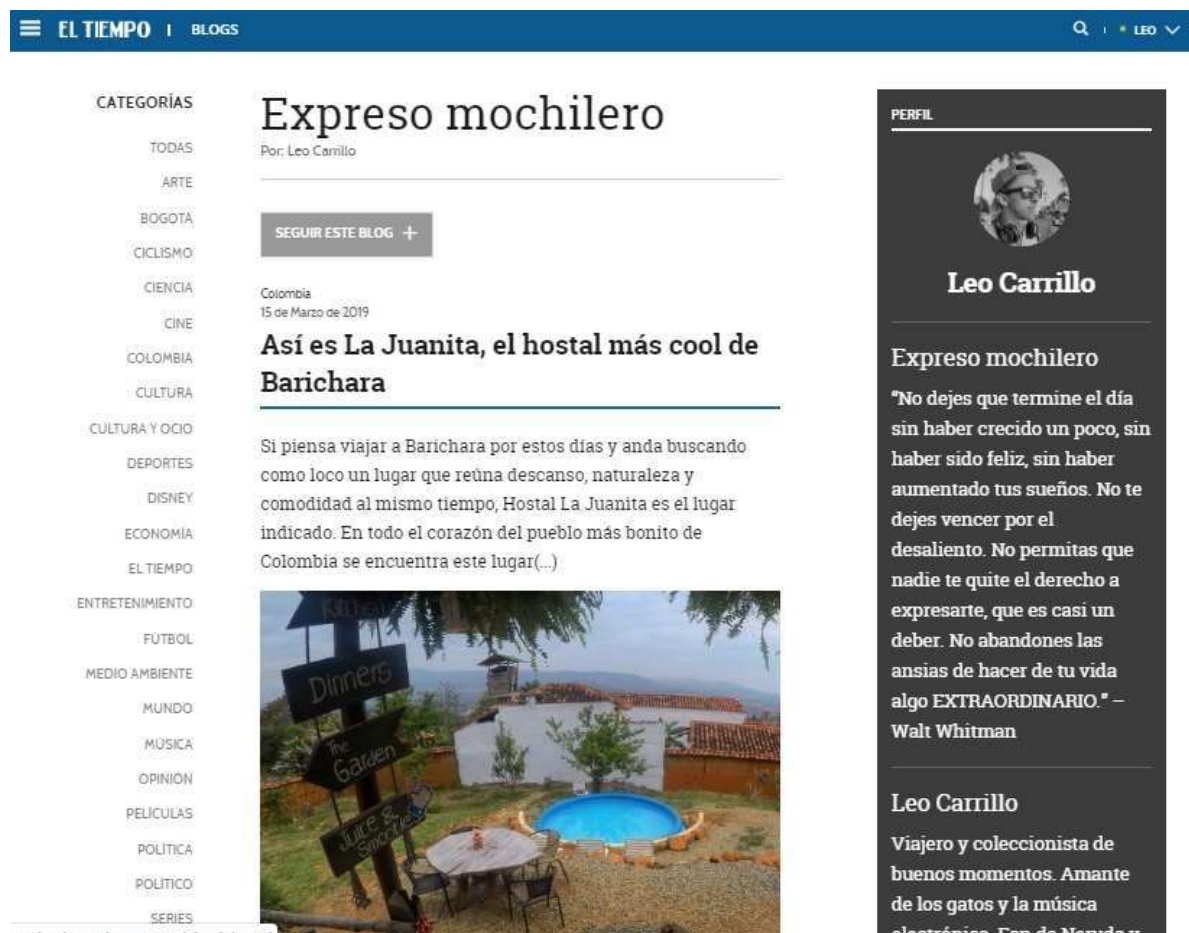 EL TIEMPO | BLOGS
LEO
CATEGORÍAS
TODAS
ARTE
BOGOTÁ
CICLISMO
CIENCIA
CINE
COLOMBIA
CULTURA
CULTURA Y OCIO
DEPORTES
DISNEY
ECONOMÍA
EL TIEMPO
ENTRETENIMIENTO
FÚTBOL
MEDIO AMBIENTE
MUNDO
MÚSICA
OPINIÓN
PELÍCULAS
POLÍTICA
POLÍTICO
SERIES
Expreso mochilero
Por: Leo Carrillo
SEGUIR ESTE BLOG +
Colombia
15 de Marzo de 2019
Así es La Juanita, el hostal más cool de
Barichara
Si piensa viajar a Barichara por estos días y anda buscando
como loco un lugar que reúna descanso, naturaleza y
comodidad al mismo tiempo, Hostal La Juanita es el lugar
indicado. En todo el corazón del pueblo más bonito de
Colombia se encuentra este lugar(...)
Kitchen
Dinners
The
Garden
Juice &
Smoothie
PERFIL
Leo Carrillo
Expreso mochilero
"No dejes que termine el día
sin haber crecido un poco, sin
haber sido feliz, sin haber
aumentado tus sueños. No te
dejes vencer por el
desaliento. No permitas que
nadie te quite el derecho a
expresarte, que es casi un
deber. No abandones las
ansias de hacer de tu vida
algo EXTRAORDINARIO." –
Walt Whitman
Leo Carrillo
Viajero y coleccionista de
buenos momentos. Amante
de los gatos y la música